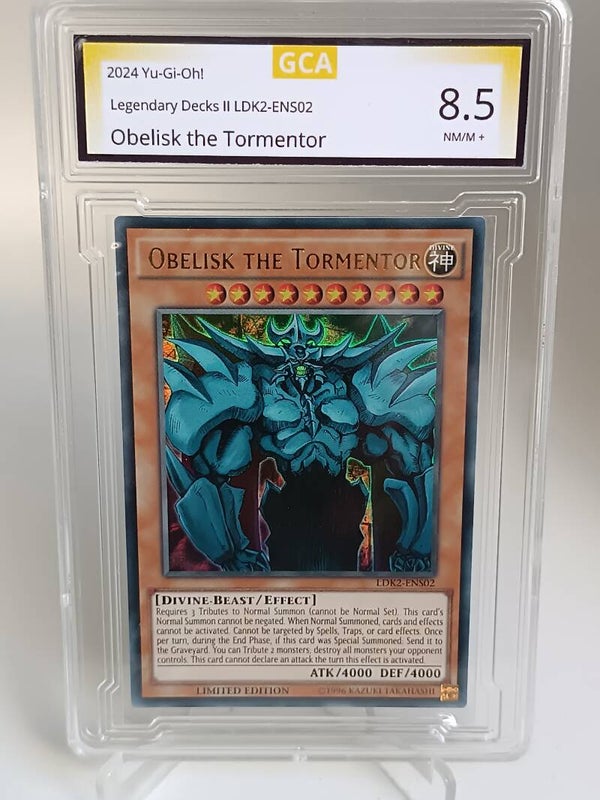 GCA
2024 Yu-Gi-Oh!
Legendary Decks II LDK2-ENS02
Obelisk the Tormentor
8.5
NM/M +
OBELISK THE TORMENTOR
DIVINE
神
LDK2-ENS02
[DIVINE-BEAST/EFFECT]
Requires 3 Tributes to Normal Summon (cannot be Normal Set). This card's
Normal Summon cannot be negated. When Normal Summoned, cards and effects
cannot be activated. Cannot be targeted by Spells, Traps, or card effects. Once
per turn, during the End Phase, if this card was Special Summoned: Send it to
the Graveyard. You can Tribute 2 monsters; destroy all monsters your opponent
controls. This card cannot declare an attack the turn this effect is activated.
ATK/4000 DEF/4000
LIMITED EDITION
©1996 KAZUKI TAKAHASHI